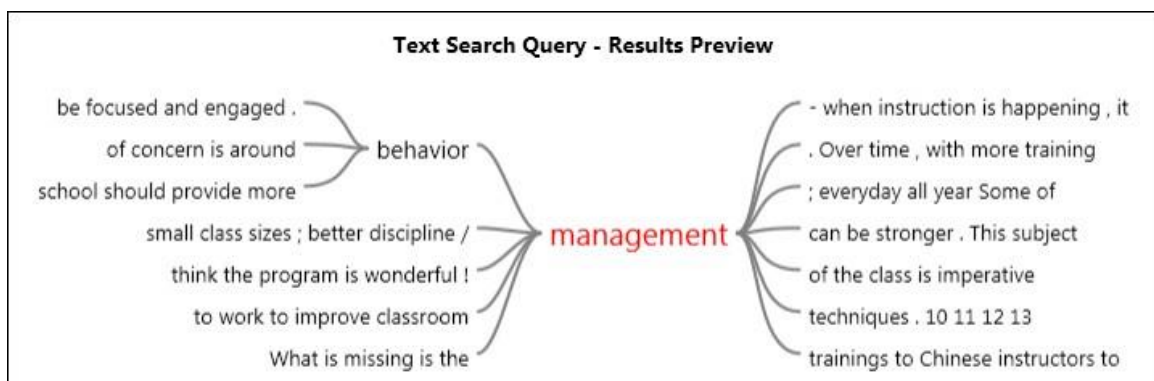 Text Search Query - Results Preview
be focused and engaged .
of concern is around
school should provide more
behavior
small class sizes ; better discipline /
think the program is wonderful !
to work to improve classroom
What is missing is the
management
- when instruction is happening , it
. Over time , with more training
; everyday all year Some of
can be stronger . This subject
of the class is imperative
techniques . 10 11 12 13
trainings to Chinese instructors to